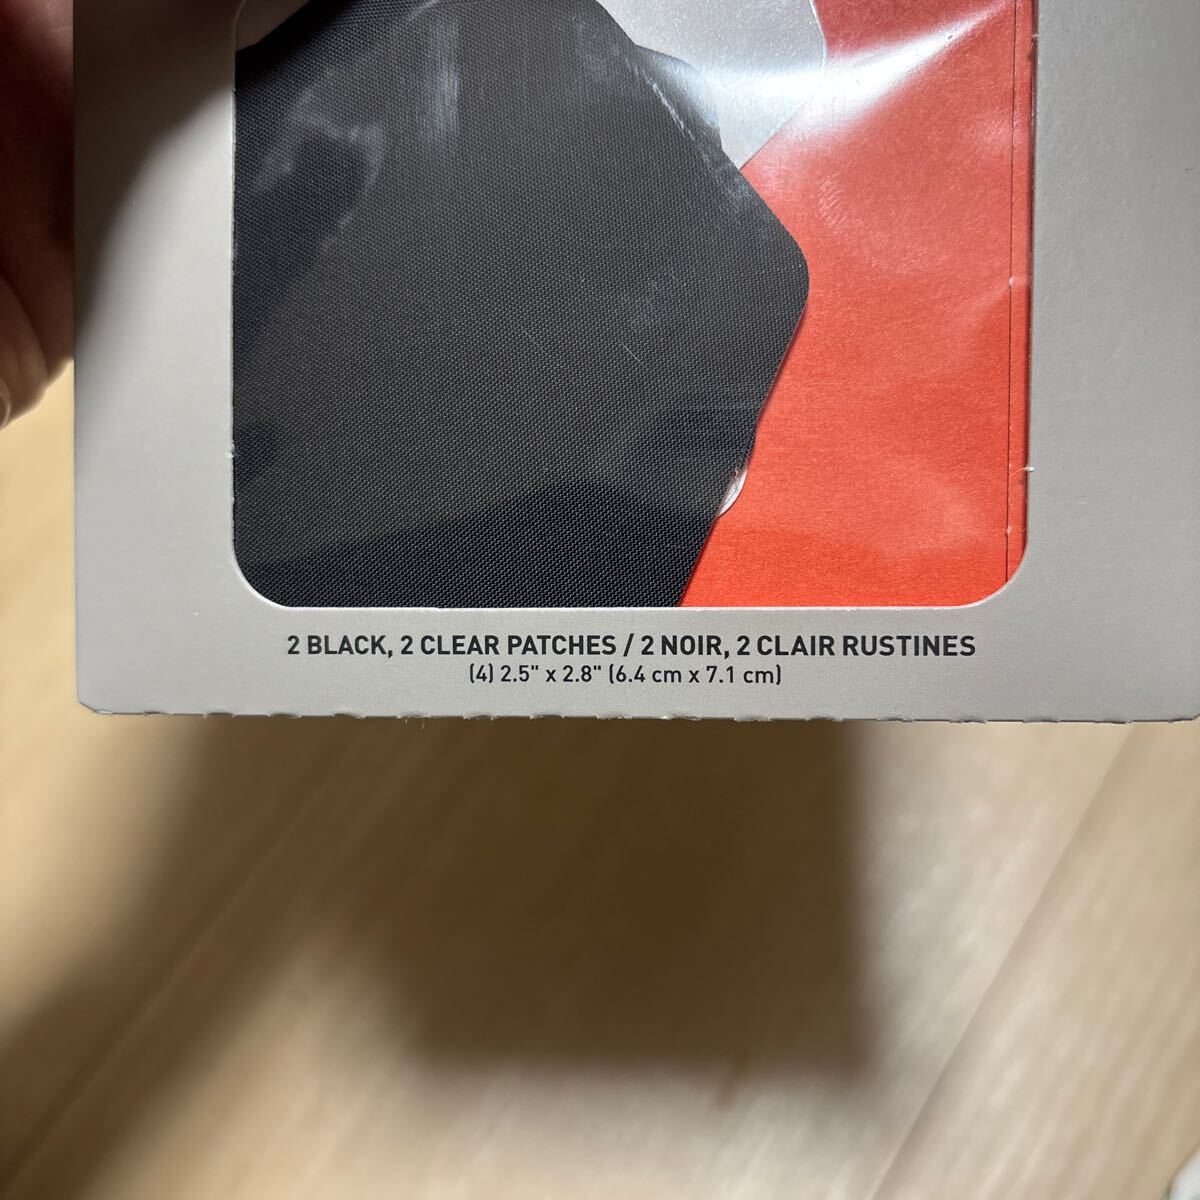 2 BLACK, 2 CLEAR PATCHES / 2 NOIR, 2 CLAIR RUSTINES
(4) 2.5" x 2.8" (6.4 cm x 7.1 cm)